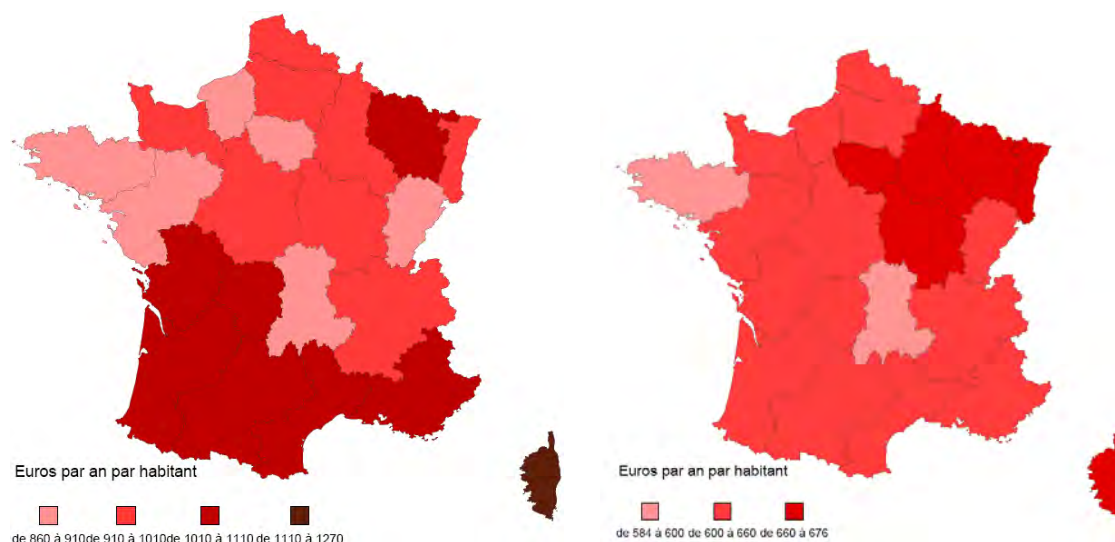 Euros par an par habitant
de 860 à 910 de 910 à 1010 de 1010 à 1110 de 1110 à 1270
Euros par an par habitant
de 584 à 600 de 600 à 660 de 660 à 676